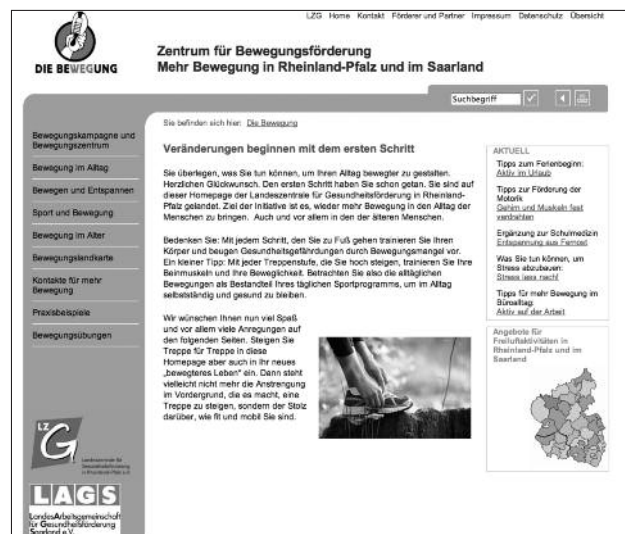 LZG Home Kontakt Förderer und Partner Impressum Datenschutz Übersicht
DIE BEWEGUNG
Zentrum für Bewegungsförderung
Mehr Bewegung in Rheinland-Pfalz und im Saarland
Suchbegriff
Bewegungskampagne und
Bewegungszentrum
Bewegung im Alltag
Bewegen und Entspannen
Sport und Bewegung
Bewegung im Alter
Bewegungslandkarte
Kontakte für mehr
Bewegung
Praxisbeispiele
Bewegungsübungen
LZG
Landeszentrale für
Gesundheitsförderung
in Rheinland-Pfalz e.V.
LAGS
LandesArbeitsgemeinschaft
für Gesundheitsförderung
Saarland e.V.
Sie befinden sich hier: Die Bewegung
Veränderungen beginnen mit dem ersten Schritt
Sie überlegen, was Sie tun können, um Ihren Alltag bewegter zu gestalten.
Herzlichen Glückwunsch. Den ersten Schritt haben Sie schon getan. Sie sind auf
dieser Homepage der Landeszentrale für Gesundheitsförderung in Rheinland-
Pfalz gelandet. Ziel der Initiative ist es, wieder mehr Bewegung in den Alltag der
Menschen zu bringen. Auch und vor allem in den der älteren Menschen.
Bedenken Sie: Mit jedem Schritt, den Sie zu Fuß gehen trainieren Sie Ihren
Körper und beugen Gesundheitsgefährdungen durch Bewegungsmangel vor.
Ein kleiner Tipp: Mit jeder Treppenstufe, die Sie hoch steigen, trainieren Sie Ihre
Beinmuskeln und Ihre Beweglichkeit. Betrachten Sie also die alltäglichen
Bewegungen als Bestandteil Ihres täglichen Sportprogramms, um im Alltag
selbstständig und gesund zu bleiben.
Wir wünschen Ihnen nun viel Spaß
und vor allem viele Anregungen auf
den folgenden Seiten. Steigen Sie
Treppe für Treppe in diese
Homepage aber auch in Ihr neues
„bewegteres Leben“ ein. Dann steht
vielleicht nicht mehr die Anstrengung
im Vordergrund, die es macht, eine
Treppe zu steigen, sondern der Stolz
darüber, wie fit und mobil Sie sind.
AKTUELL
Tipps zum Ferienbeginn:
Aktiv im Urlaub
Tipps zur Förderung der
Motorik
Gehirn und Muskeln fest
verdrahten
Ergänzung zur Schulmedizin
Entspannung aus Fernost
Was Sie tun können, um
Stress abzubauen:
Stress lass nach!
Tipps für mehr Bewegung im
Büroalltag:
Aktiv auf der Arbeit
Angebote für
Freiluftaktivitäten in
Rheinland-Pfalz und im
Saarland